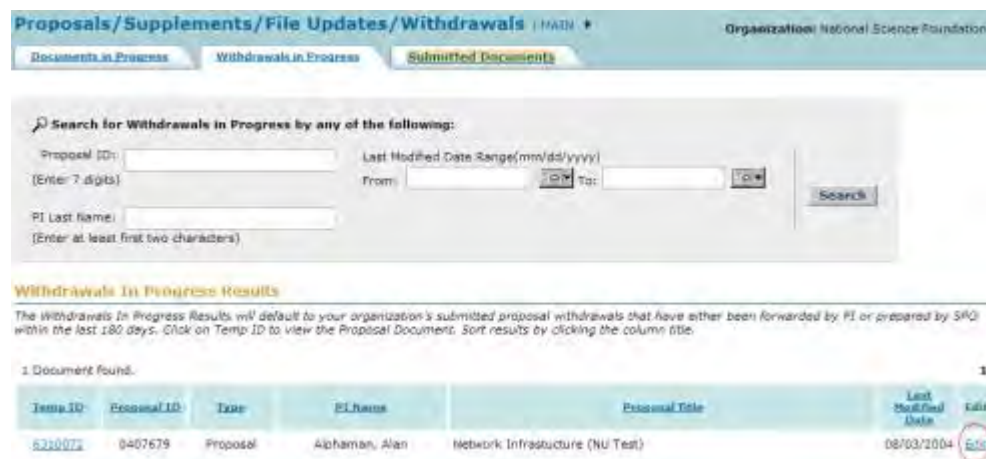 Proposals/Supplements/File Updates/Withdrawals | MAIN
Organization: National Science Foundation
Documents in Progress
Withdrawals in Progress
Submitted Documents
Search for Withdrawals in Progress by any of the following:
Proposal ID:
Last Modified Date Range(mm/dd/yyyy)
(Enter 7 digits)
From:
To:
Search
PI Last Name:
(Enter at least first two characters)
Withdrawals In Progress Results
The Withdrawals In Progress Results will default to your organization's submitted proposal withdrawals that have either been forwarded by PI or prepared by SPO
within the last 180 days. Click on Temp ID to view the Proposal Document. Sort results by clicking the column title.
1 Document found.
1
Temp ID Proposal ID Type PI Name Proposal Title Last Modified Date Edit
6310072 0407679 Proposal Alphaman, Alan Network Infrastucture (NU Test) 08/03/2004 Edit